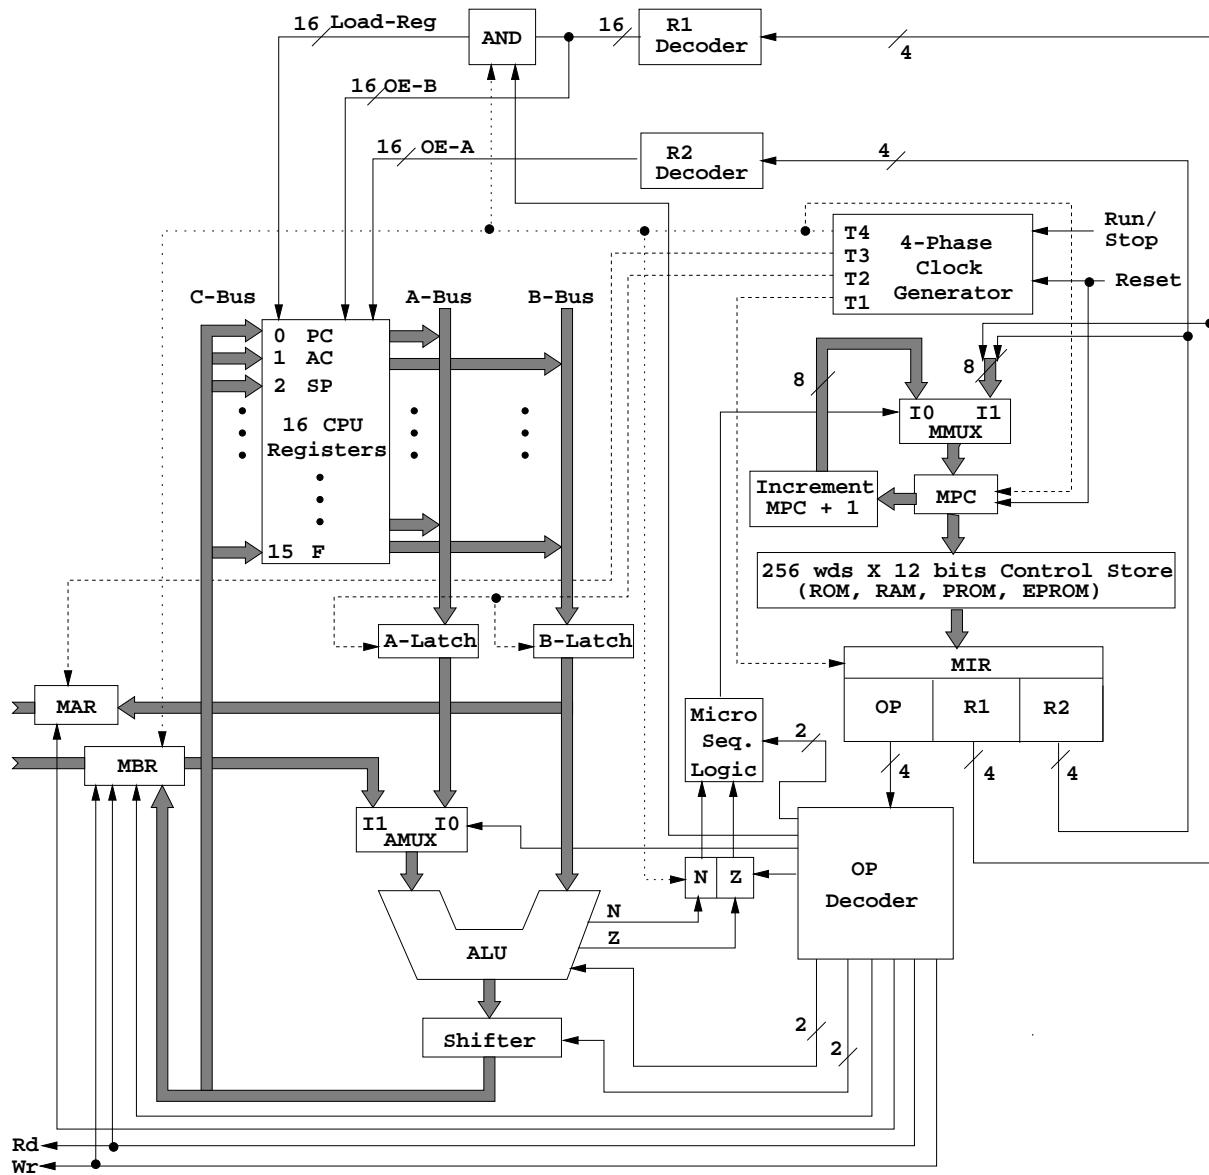 16 Load-Reg
AND
16
R1
Decoder
4
16 OE-B
16 OE-A
R2
Decoder
4
T4
T3
T2
T1
4-Phase
Clock
Generator
Run/
Stop
Reset
C-Bus
A-Bus
B-Bus
0 PC
1 AC
2 SP
16 CPU
Registers
15 F
8
8
I0 I1
MMUX
Increment
MPC + 1
MPC
256 wds X 12 bits Control Store
(ROM, RAM, PROM, EPROM)
A-Latch
B-Latch
MIR
OP
R1
R2
MAR
MBR
Micro
Seq.
Logic
2
4
4
4
I1 I0
AMUX
N Z
OP
Decoder
N
Z
ALU
Shifter
2
2
Rd
Wr